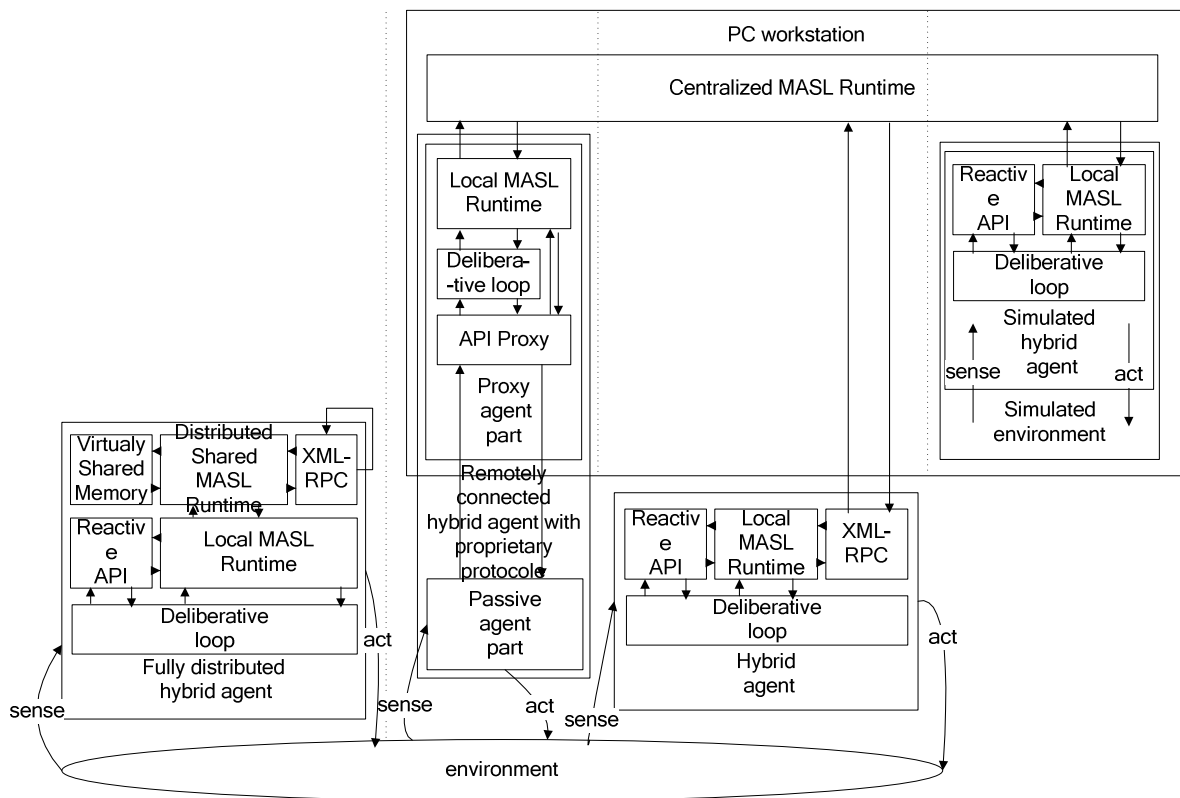 PC workstation
Centralized MASL Runtime
Local MASL
Runtime
Delibera-
-tive loop
API Proxy
Proxy
agent
part
Remotely
connected
hybrid agent with
proprietary
protocole
Passive
agent
part
sense
act
Reactiv
e
API
Local
MASL
Runtime
Deliberative
loop
Simulated
hybrid
agent
sense
act
Simulated
environment
Virtualy
Shared
Memory
Distributed
Shared
MASL
Runtime
XML-
RPC
Reactiv
e
API
Local MASL
Runtime
Deliberative
loop
Fully distributed
hybrid agent
sense
act
Reactiv
e
API
Local
MASL
Runtime
XML-
RPC
Deliberative
loop
Hybrid
agent
sense
act
environment